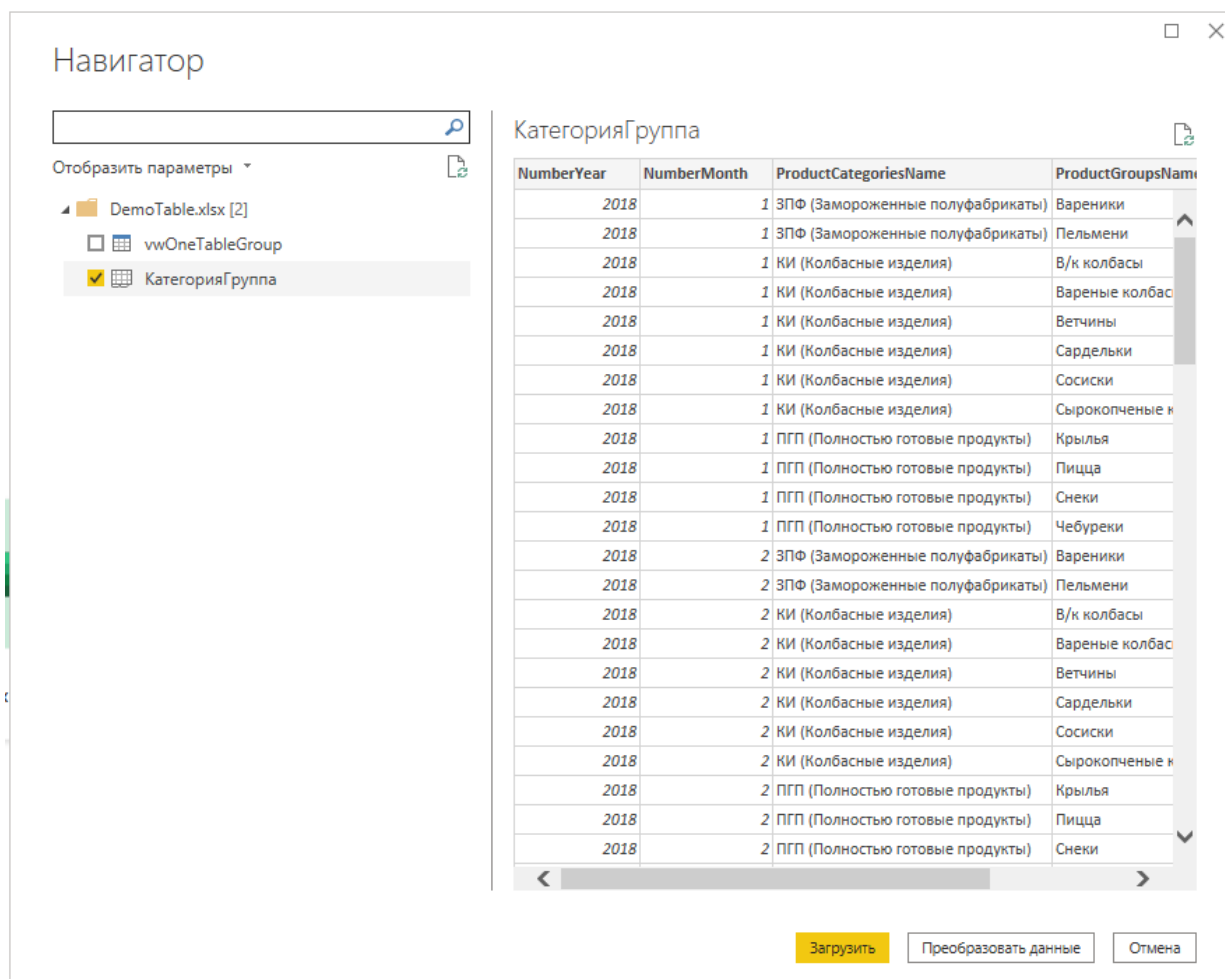 Навигатор
Отобразить параметры
DemoTable.xlsx [2]
vwOneTableGroup
КатегорияГруппа
КатегорияГруппа
NumberYear NumberMonth ProductCategoriesName ProductGroupsName
2018 1 ЗПФ (Замороженные полуфабрикаты) Вареники
2018 1 ЗПФ (Замороженные полуфабрикаты) Пельмени
2018 1 КИ (Колбасные изделия) В/к колбасы
2018 1 КИ (Колбасные изделия) Вареные колбас
2018 1 КИ (Колбасные изделия) Ветчины
2018 1 КИ (Колбасные изделия) Сардельки
2018 1 КИ (Колбасные изделия) Сосиски
2018 1 КИ (Колбасные изделия) Сырокопченые к
2018 1 ПГП (Полностью готовые продукты) Крылья
2018 1 ПГП (Полностью готовые продукты) Пицца
2018 1 ПГП (Полностью готовые продукты) Снеки
2018 1 ПГП (Полностью готовые продукты) Чебуреки
2018 2 ЗПФ (Замороженные полуфабрикаты) Вареники
2018 2 ЗПФ (Замороженные полуфабрикаты) Пельмени
2018 2 КИ (Колбасные изделия) В/к колбасы
2018 2 КИ (Колбасные изделия) Вареные колбас
2018 2 КИ (Колбасные изделия) Ветчины
2018 2 КИ (Колбасные изделия) Сардельки
2018 2 КИ (Колбасные изделия) Сосиски
2018 2 КИ (Колбасные изделия) Сырокопченые к
2018 2 ПГП (Полностью готовые продукты) Крылья
2018 2 ПГП (Полностью готовые продукты) Пицца
2018 2 ПГП (Полностью готовые продукты) Снеки
Загрузить Преобразовать данные Отмена